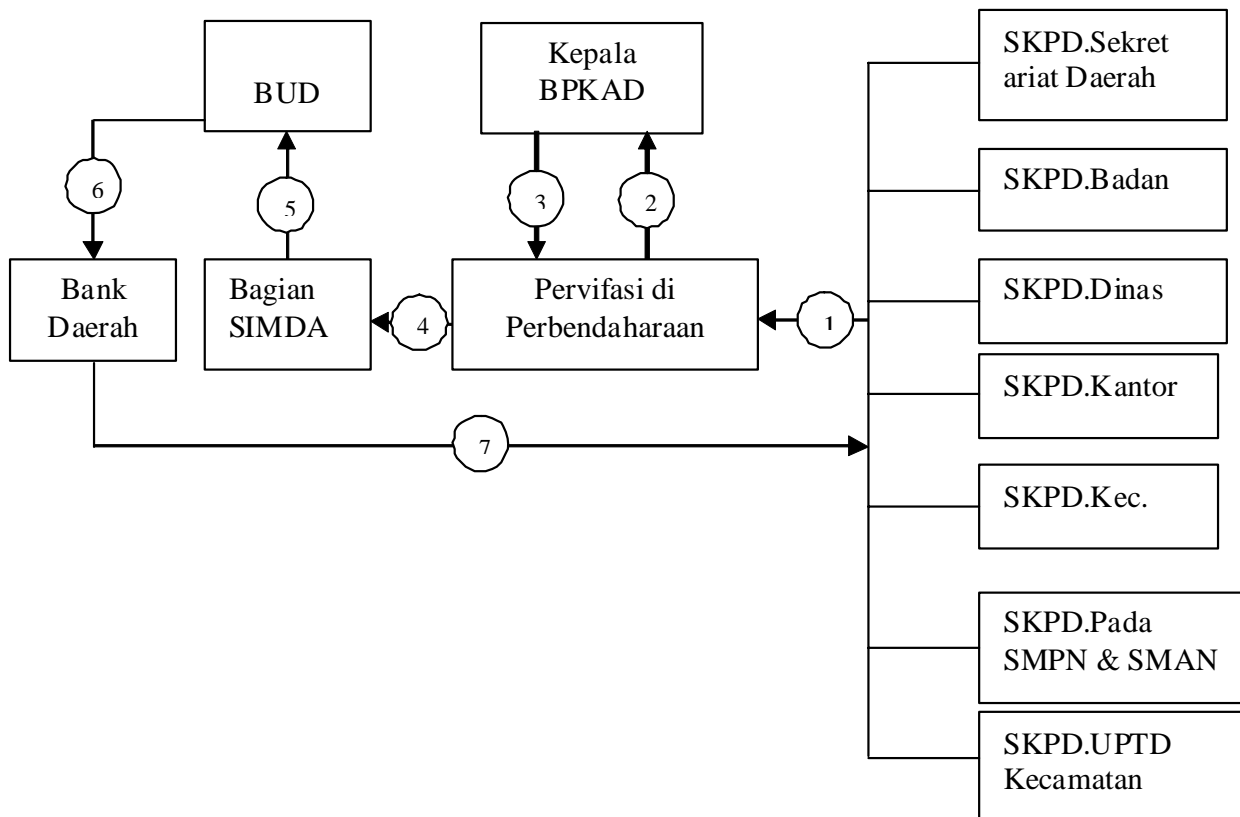 BUD
Kepala
BPKAD
SKPD.Sekret
ariat Daerah
6
5
3
2
SKPD.Badan
Bank
Daerah
Bagian
SIMDA
4
Pervifasi di
Perbendaharaan
1
SKPD.Dinas
SKPD.Kantor
7
SKPD.Kec.
SKPD.Pada
SMPN & SMAN
SKPD.UPTD
Kecamatan